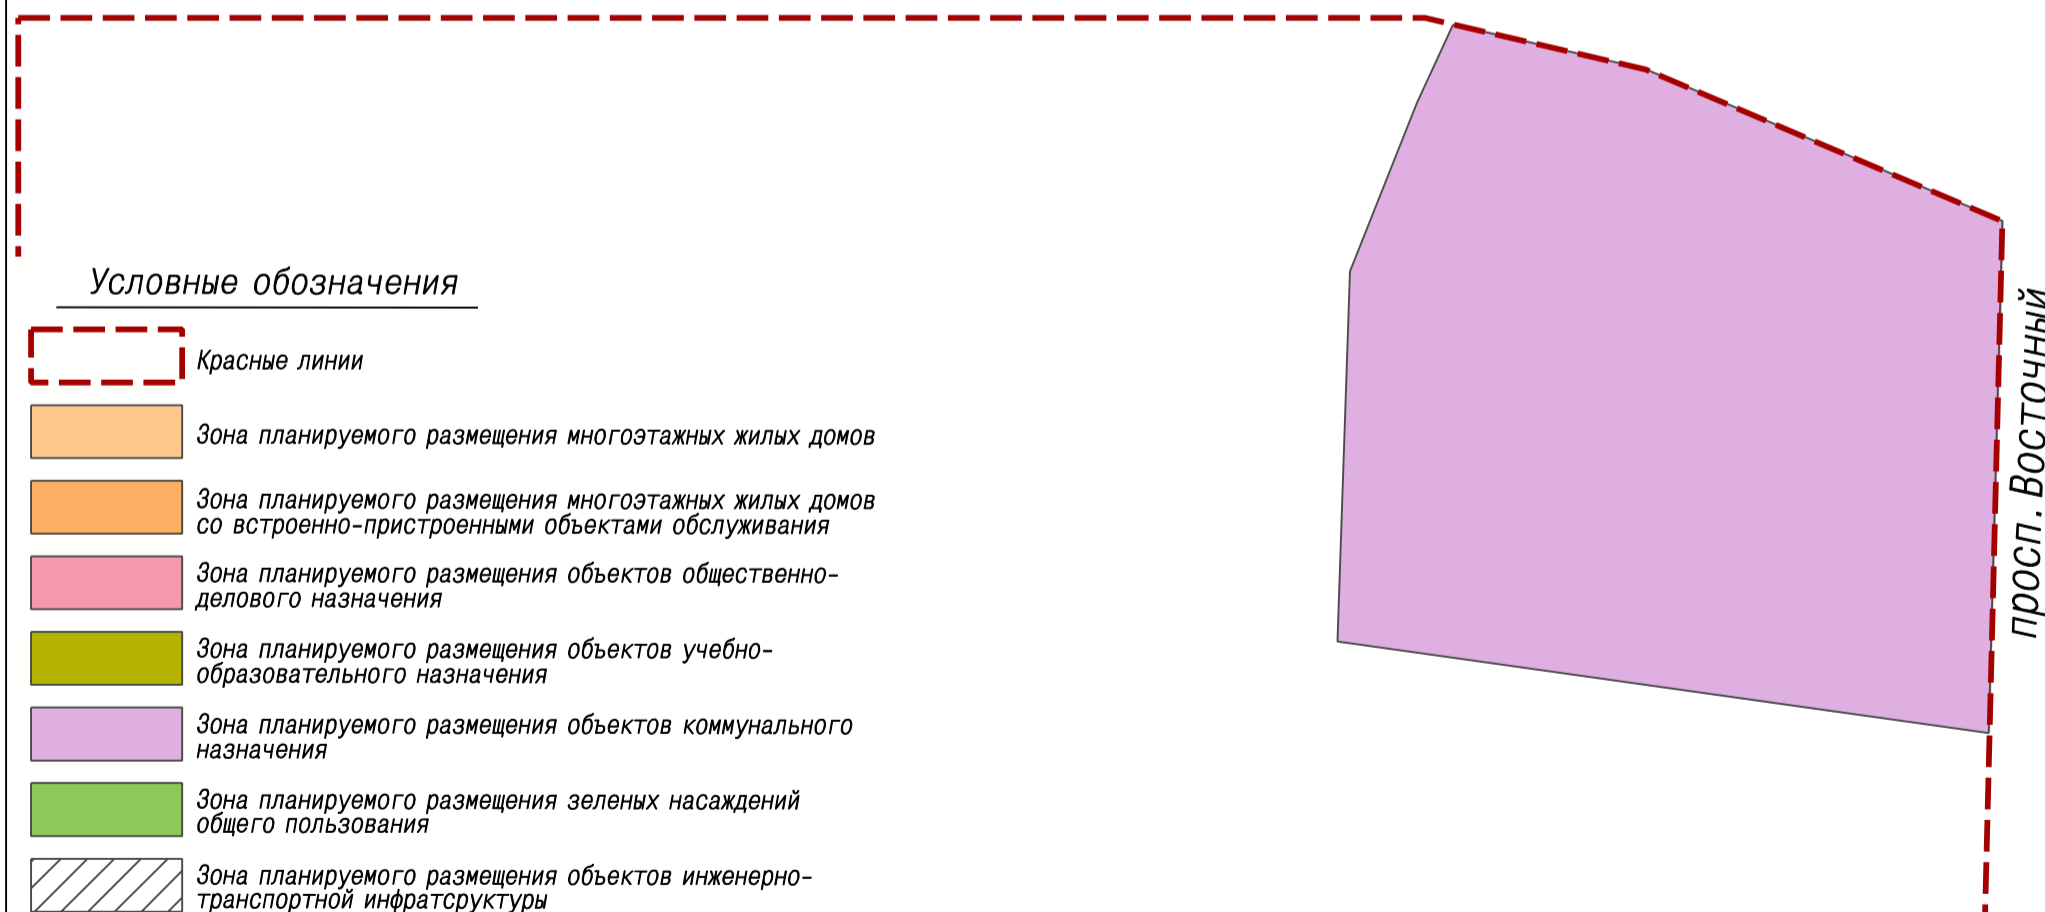 Условные обозначения
Красные линии
Зона планируемого размещения многоэтажных жилых домов
Зона планируемого размещения многоэтажных жилых домов
со встроенно-пристроенными объектами обслуживания
Зона планируемого размещения объектов общественно-
делового назначения
Зона планируемого размещения объектов учебно-
образовательного назначения
Зона планируемого размещения объектов коммунального
назначения
Зона планируемого размещения зеленых насаждений
общего пользования
Зона планируемого размещения объектов инженерно-
транспортной инфратсруктуры
просп. Восточный